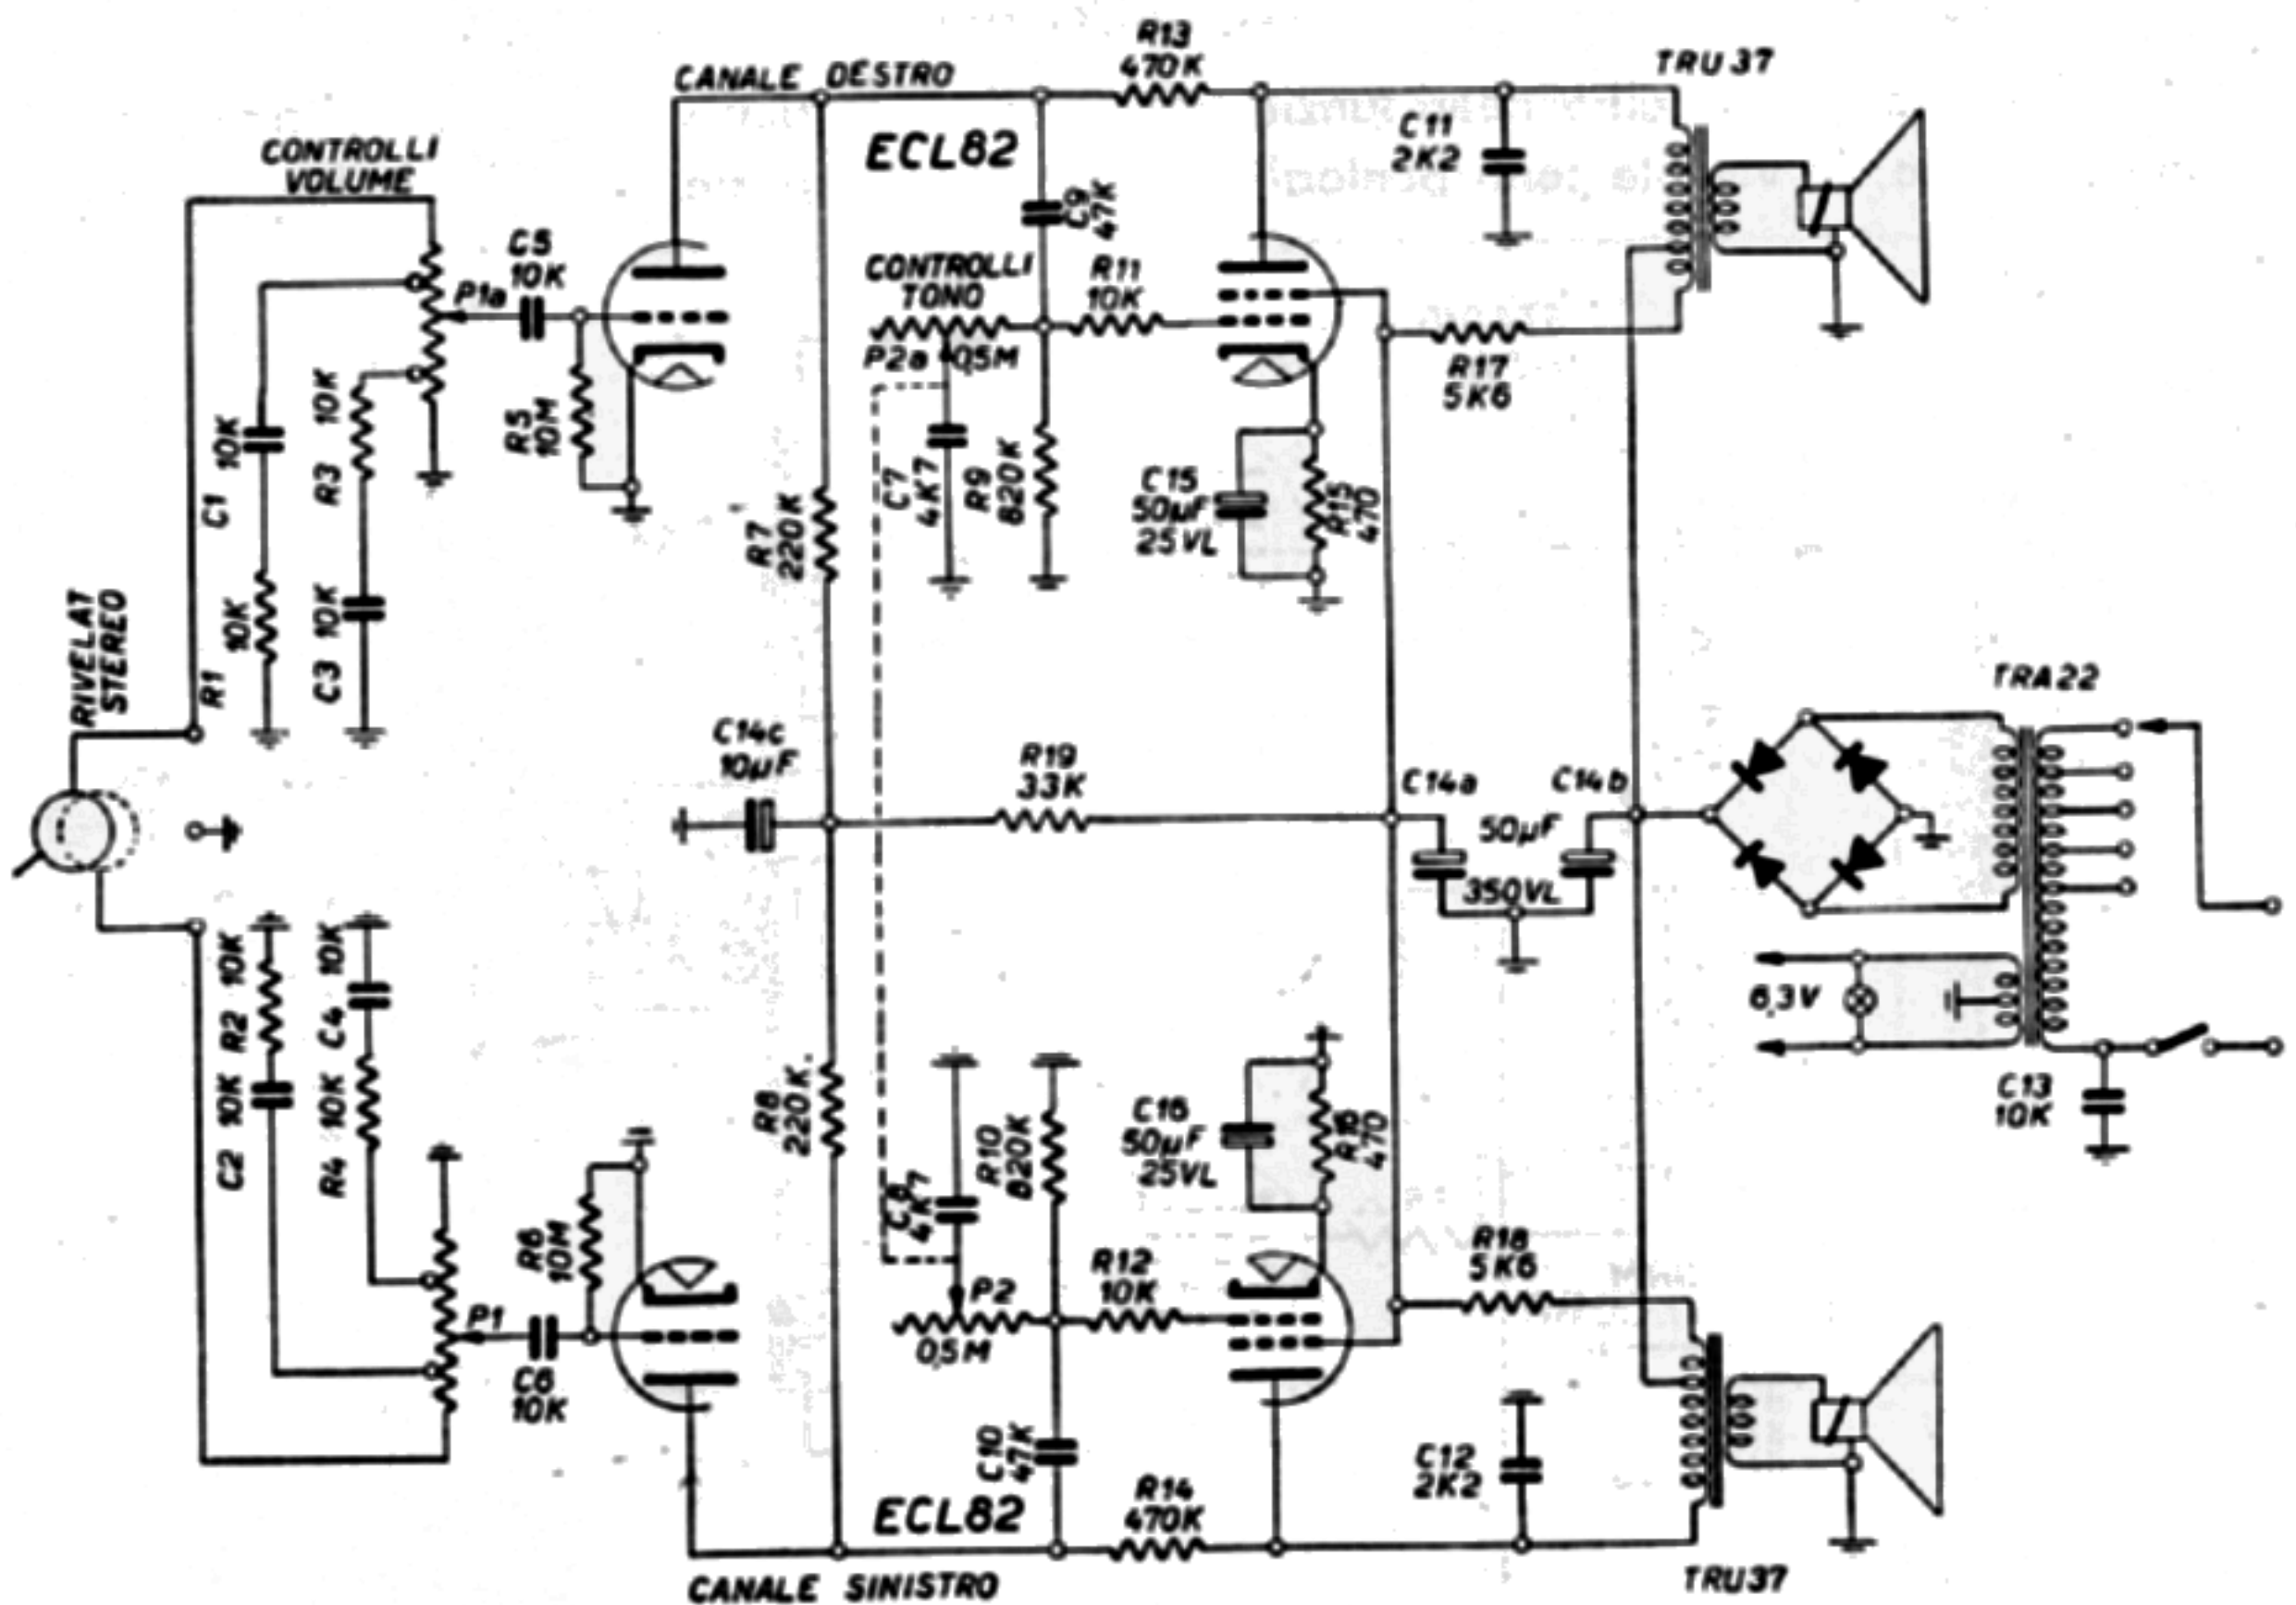 CANALE DESTRO
R13
470K
TRU37
ECL82
C11
2K2
CONTROLLI
VOLUME
C9
47K
C5
10K
P1a
CONTROLLI
TONO
R11
10K
P2a 0,5M
R17
5K6
R5
10M
C1 10K
R3 10K
R7
220K
C7
4K7
R9
820K
C15
50µF
25VL
R15
470
RIVELAT
STEREO
R1 10K
C3 10K
C14c
10µF
R19
33K
C14a
C14b
50µF
350VL
TRA22
6,3V
C13
10K
C2 10K R2 10K
R4 10K C4 10K
R8
220K.
C8
4K7
R10
820K
C16
50µF
25VL
R16
470
R6
10M
P1
C6
10K
P2
0,5M
R12
10K
R18
5K6
C10
47K
C12
2K2
ECL82
R14
470K
CANALE SINISTRO
TRU37